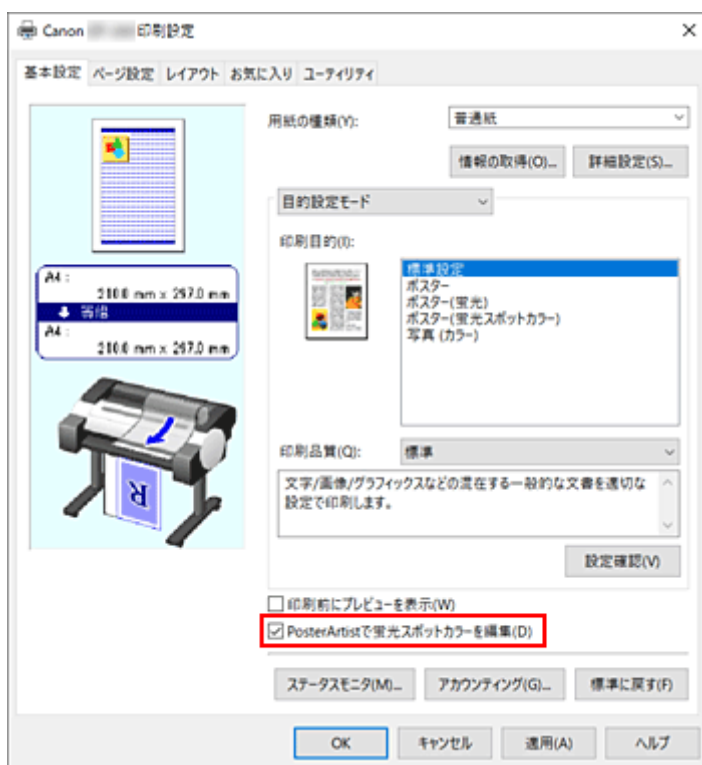 Canon 印刷設定
基本設定 ページ設定 レイアウト お気に入り ユーティリティ
用紙の種類(Y): 普通紙
情報の取得(O)... 詳細設定(S)...
目的設定モード
印刷目的(I):
標準設定
ポスター
ポスター(蛍光)
ポスター(蛍光スポットカラー)
写真 (カラー)
A4 :
210.0 mm x 297.0 mm
等倍
A4 :
210.0 mm x 297.0 mm
R
印刷品質(Q): 標準
文字/画像/グラフィックスなどの混在する一般的な文書を適切な
設定で印刷します。
設定確認(V)
印刷前にプレビューを表示(W)
PosterArtistで蛍光スポットカラーを編集(D)
ステータスモニタ(M)... アカウンティング(G)... 標準に戻す(F)
OK キャンセル 適用(A) ヘルプ